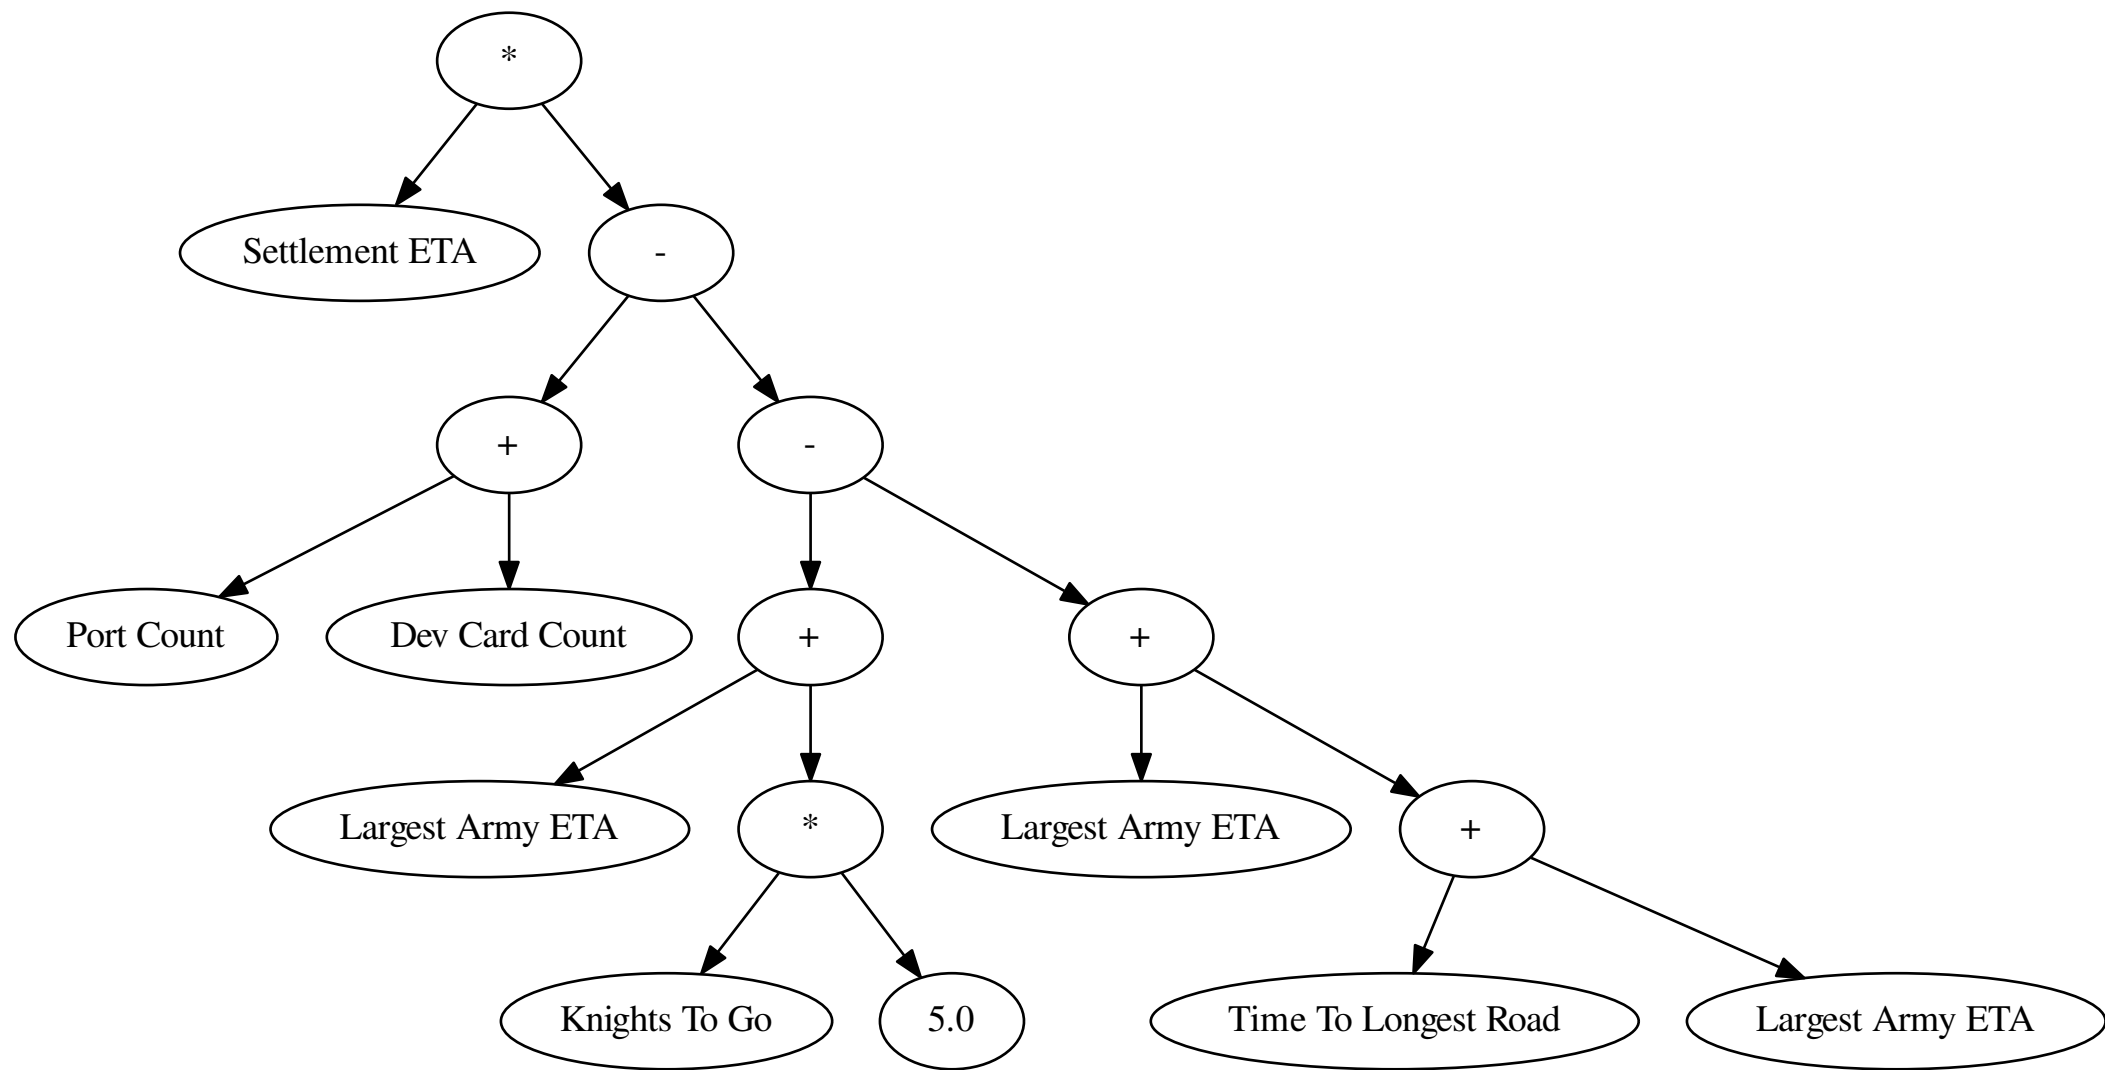 *
Settlement ETA
-
+
-
Port Count
Dev Card Count
+
+
Largest Army ETA
*
Largest Army ETA
+
Knights To Go
5.0
Time To Longest Road
Largest Army ETA